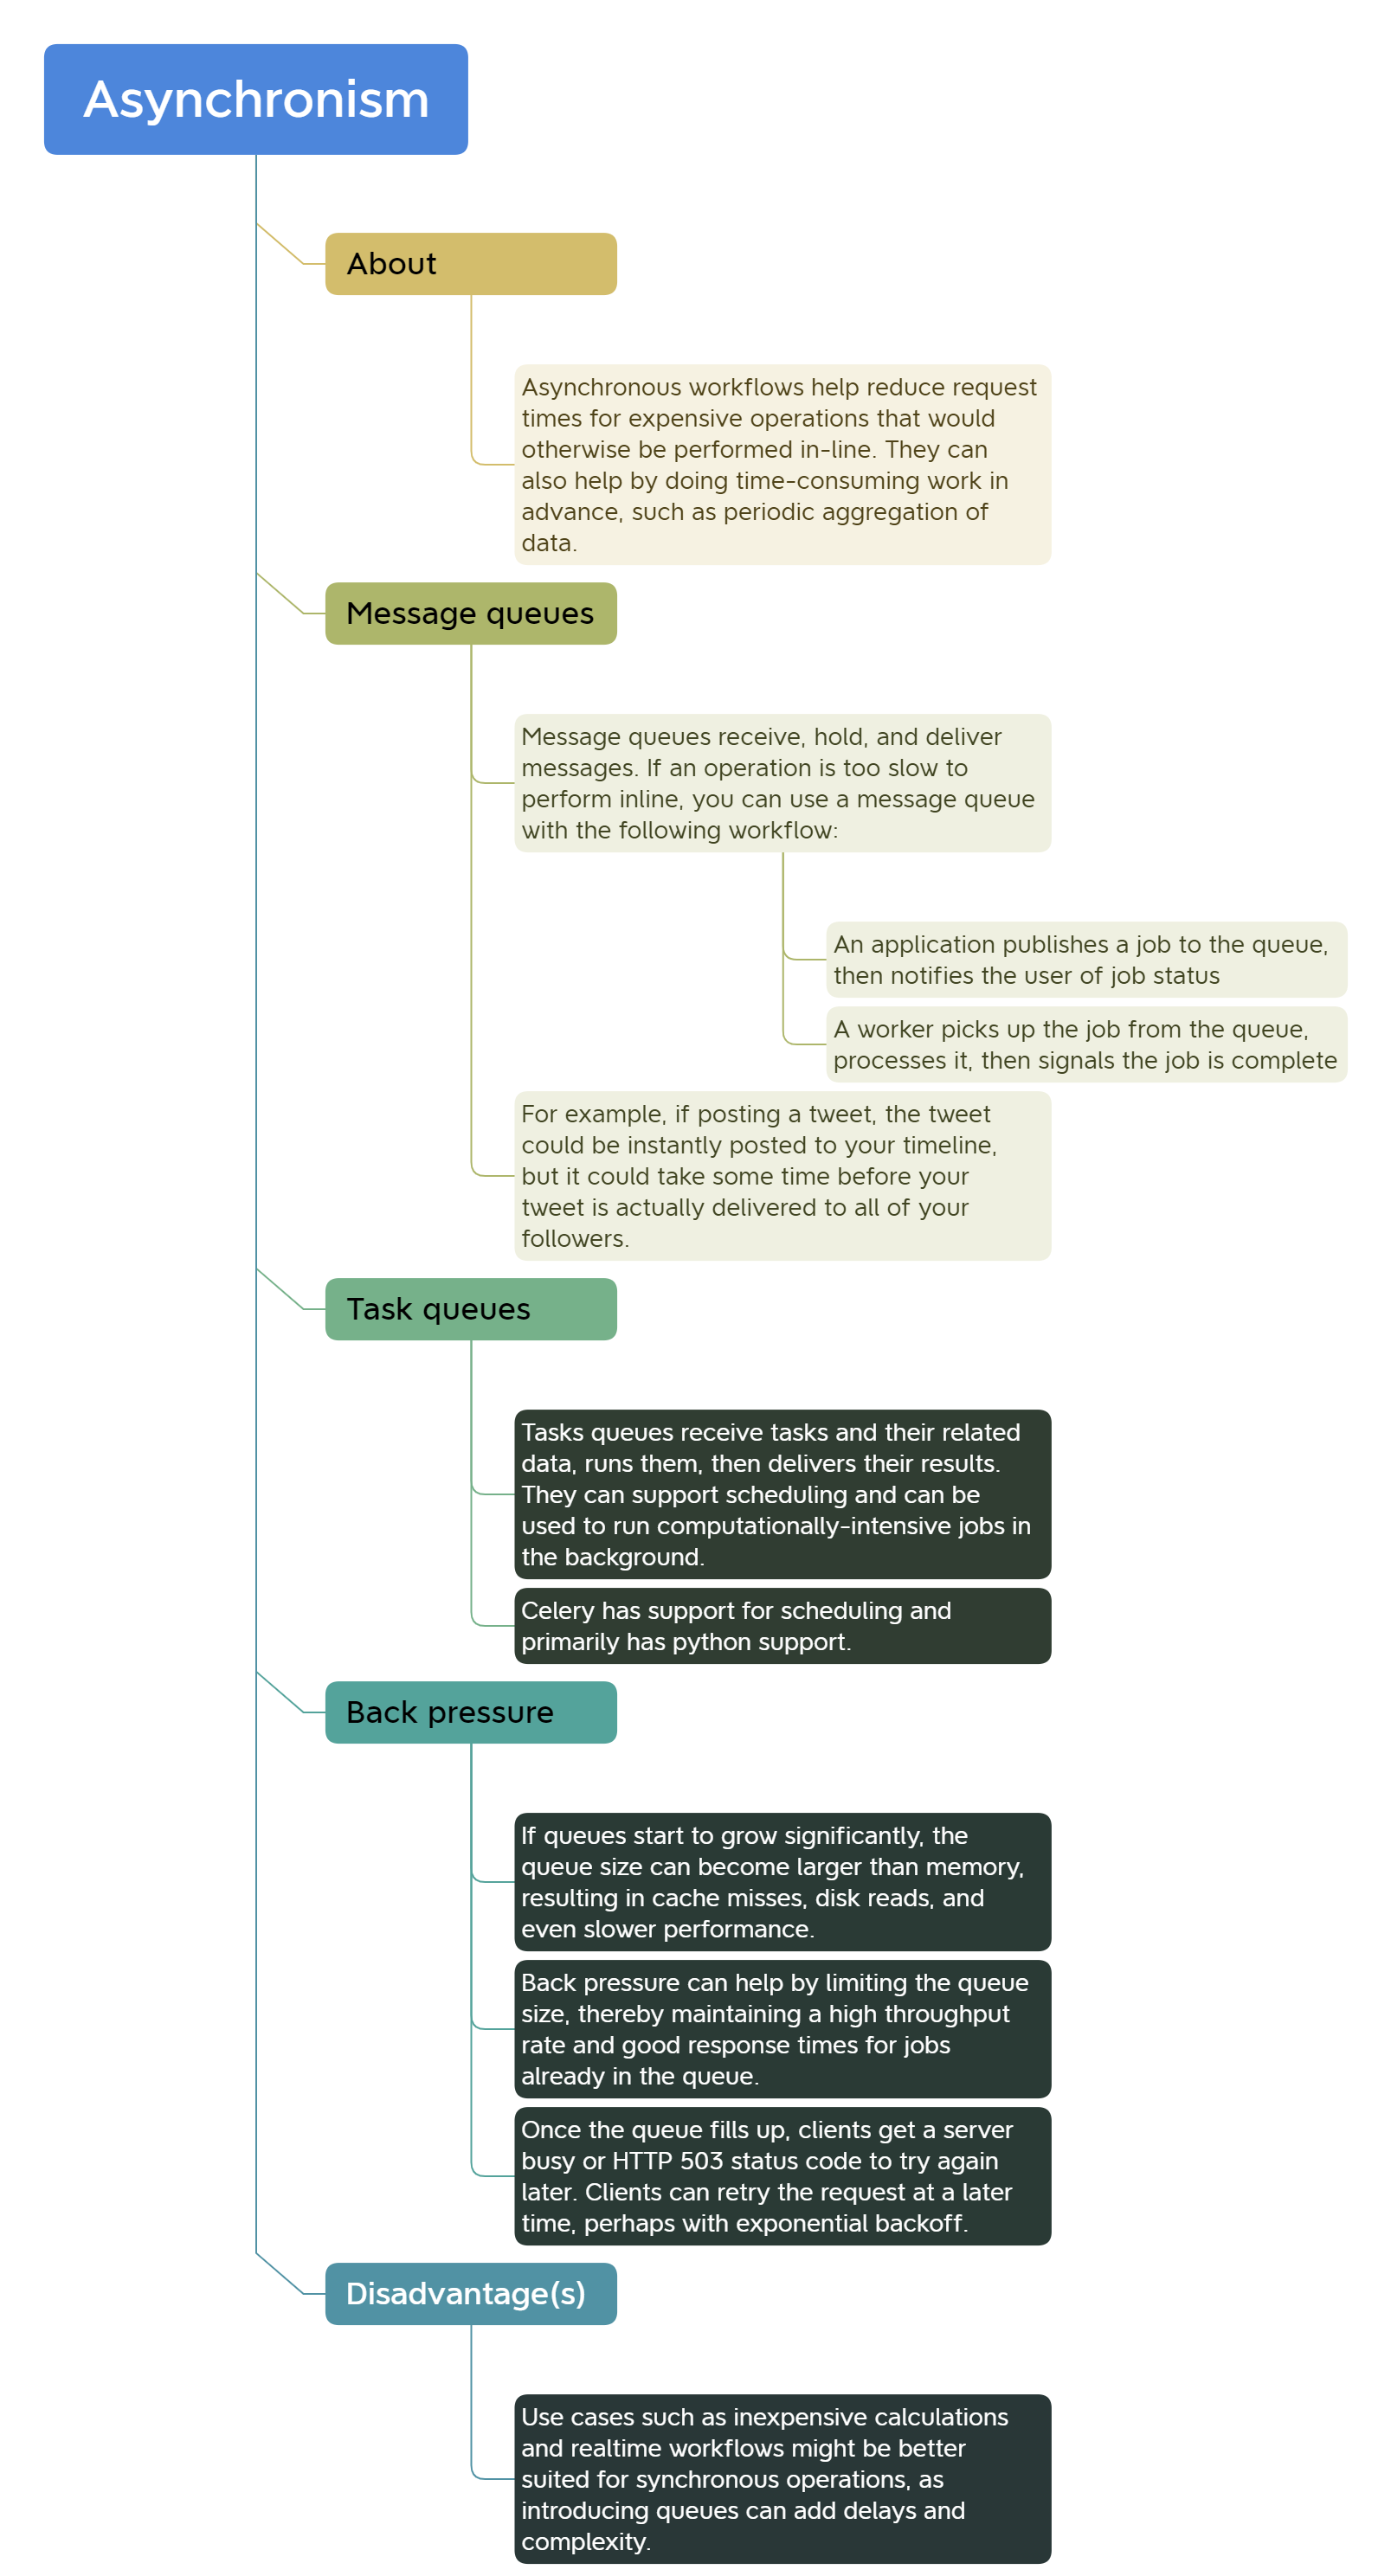 Asynchronism
About
Asynchronous workflows help reduce request
times for expensive operations that would
otherwise be performed in-line. They can
also help by doing time-consuming work in
advance, such as periodic aggregation of
data.
Message queues
Message queues receive, hold, and deliver
messages. If an operation is too slow to
perform inline, you can use a message queue
with the following workflow:
An application publishes a job to the queue,
then notifies the user of job status
A worker picks up the job from the queue,
processes it, then signals the job is complete
For example, if posting a tweet, the tweet
could be instantly posted to your timeline,
but it could take some time before your
tweet is actually delivered to all of your
followers.
Task queues
Tasks queues receive tasks and their related
data, runs them, then delivers their results.
They can support scheduling and can be
used to run computationally-intensive jobs in
the background.
Celery has support for scheduling and
primarily has python support.
Back pressure
If queues start to grow significantly, the
queue size can become larger than memory,
resulting in cache misses, disk reads, and
even slower performance.
Back pressure can help by limiting the queue
size, thereby maintaining a high throughput
rate and good response times for jobs
already in the queue.
Once the queue fills up, clients get a server
busy or HTTP 503 status code to try again
later. Clients can retry the request at a later
time, perhaps with exponential backoff.
Disadvantage(s)
Use cases such as inexpensive calculations
and realtime workflows might be better
suited for synchronous operations, as
introducing queues can add delays and
complexity.